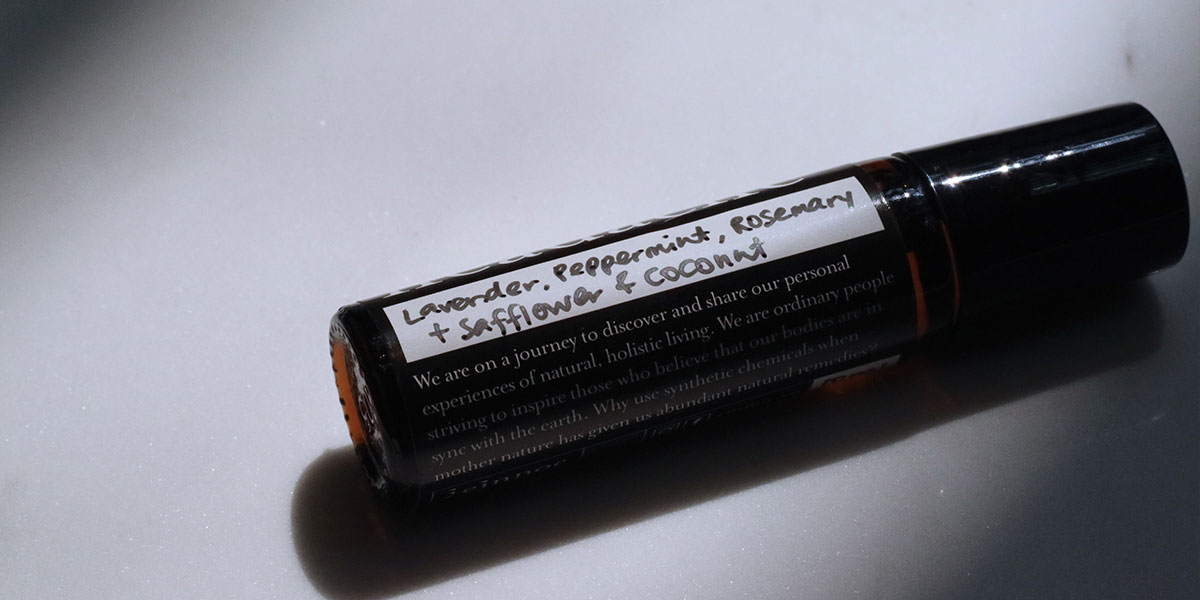 Lavender, Peppermint, Rosemary
+ Safflower & Coconut
We are on a journey to discover and share our personal
experiences of natural, holistic living. We are ordinary people
striving to inspire those who believe that our bodies are in
sync with the earth. Why use synthetic chemicals when
mother nature has given us abundant natural remedies?